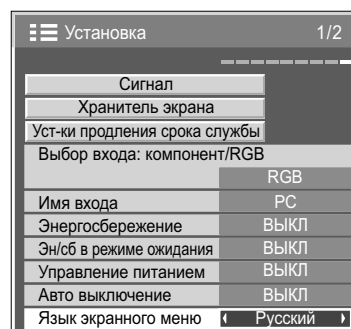 Установка 1/2
Сигнал
Хранитель экрана
Уст-ки продления срока службы
Выбор входа: компонент/RGB
RGB
Имя входа PC
Энергосбережение ВЫКЛ
Эн/сб в режиме ожидания ВЫКЛ
Управление питанием ВЫКЛ
Авто выключение ВЫКЛ
Язык экранного меню Русский